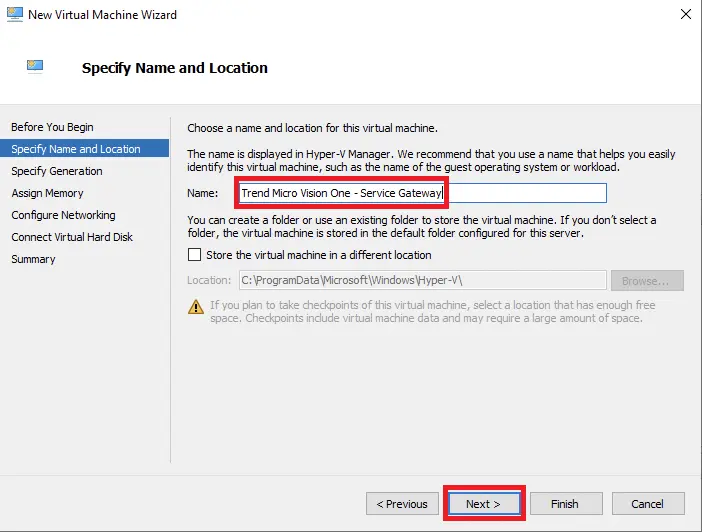 New Virtual Machine Wizard
Specify Name and Location
Before You Begin
Specify Name and Location
Specify Generation
Assign Memory
Configure Networking
Connect Virtual Hard Disk
Summary
Choose a name and location for this virtual machine.
The name is displayed in Hyper-V Manager. We recommend that you use a name that helps you easily
identify this virtual machine, such as the name of the guest operating system or workload.
Name: Trend Micro Vision One - Service Gateway
You can create a folder or use an existing folder to store the virtual machine. If you don't select a
folder, the virtual machine is stored in the default folder configured for this server.
Store the virtual machine in a different location
Location: C:\ProgramData\Microsoft\Windows\Hyper-V\ Browse...
If you plan to take checkpoints of this virtual machine, select a location that has enough free
space. Checkpoints include virtual machine data and may require a large amount of space.
< Previous Next > Finish Cancel